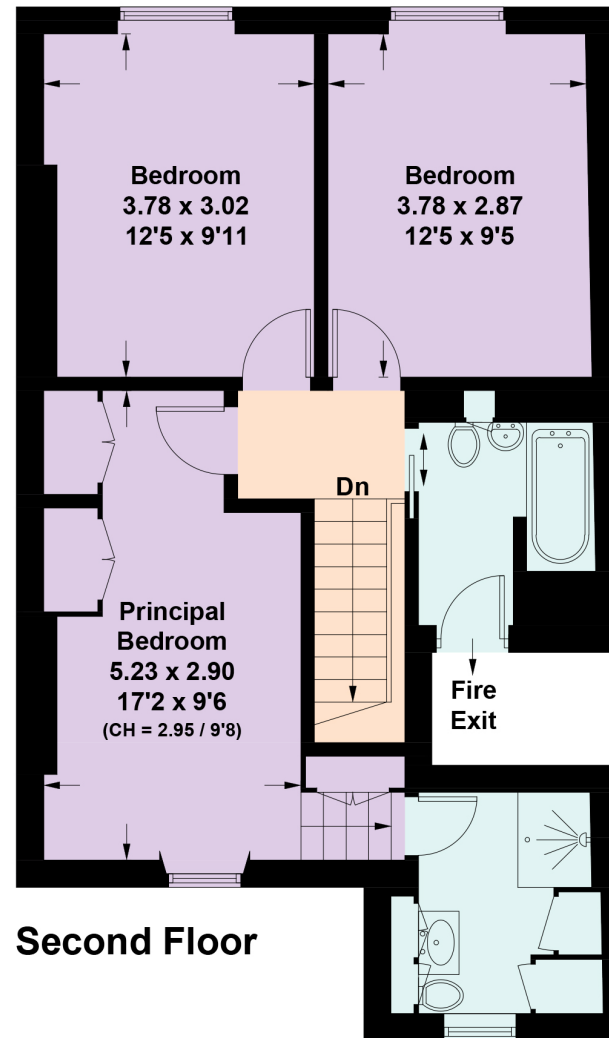 Bedroom
3.78 x 3.02
12'5 x 9'11
Bedroom
3.78 x 2.87
12'5 x 9'5
Dn
Principal
Bedroom
5.23 x 2.90
17'2 x 9'6
(CH = 2.95 / 9'8)
Fire
Exit
Second Floor